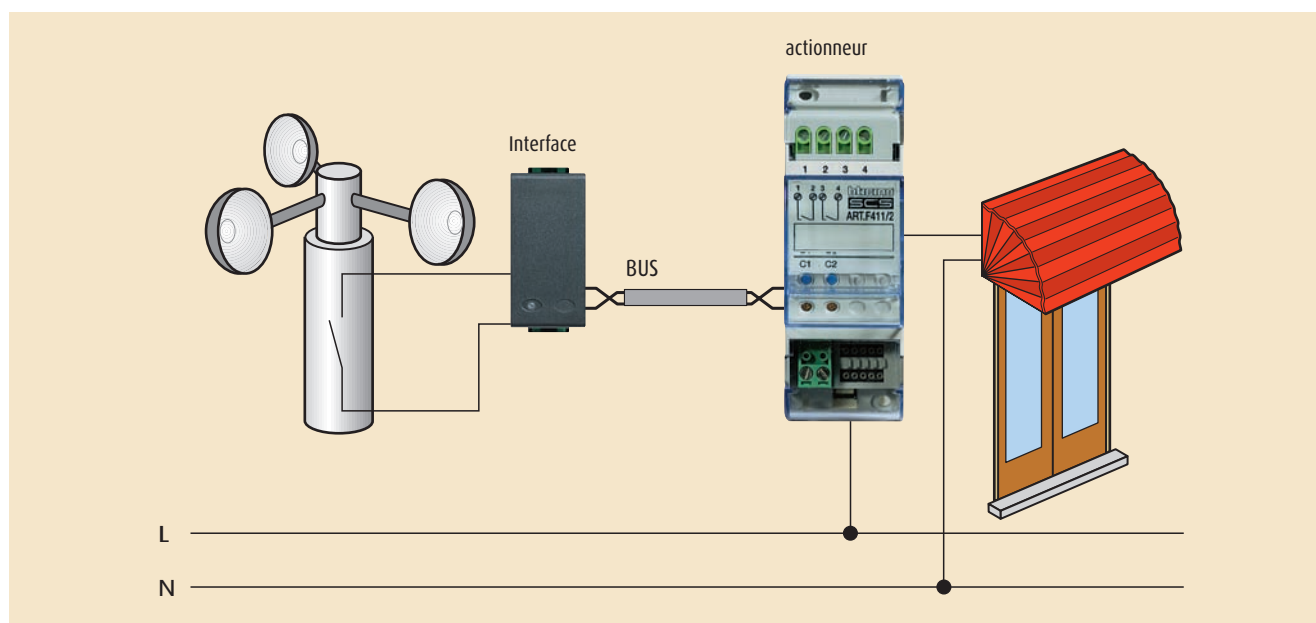 actionneur
Interface
1 2 3 4
1 2 3 4
bticino
SCS
ART.F411/2
C1 C2
BUS
L
N